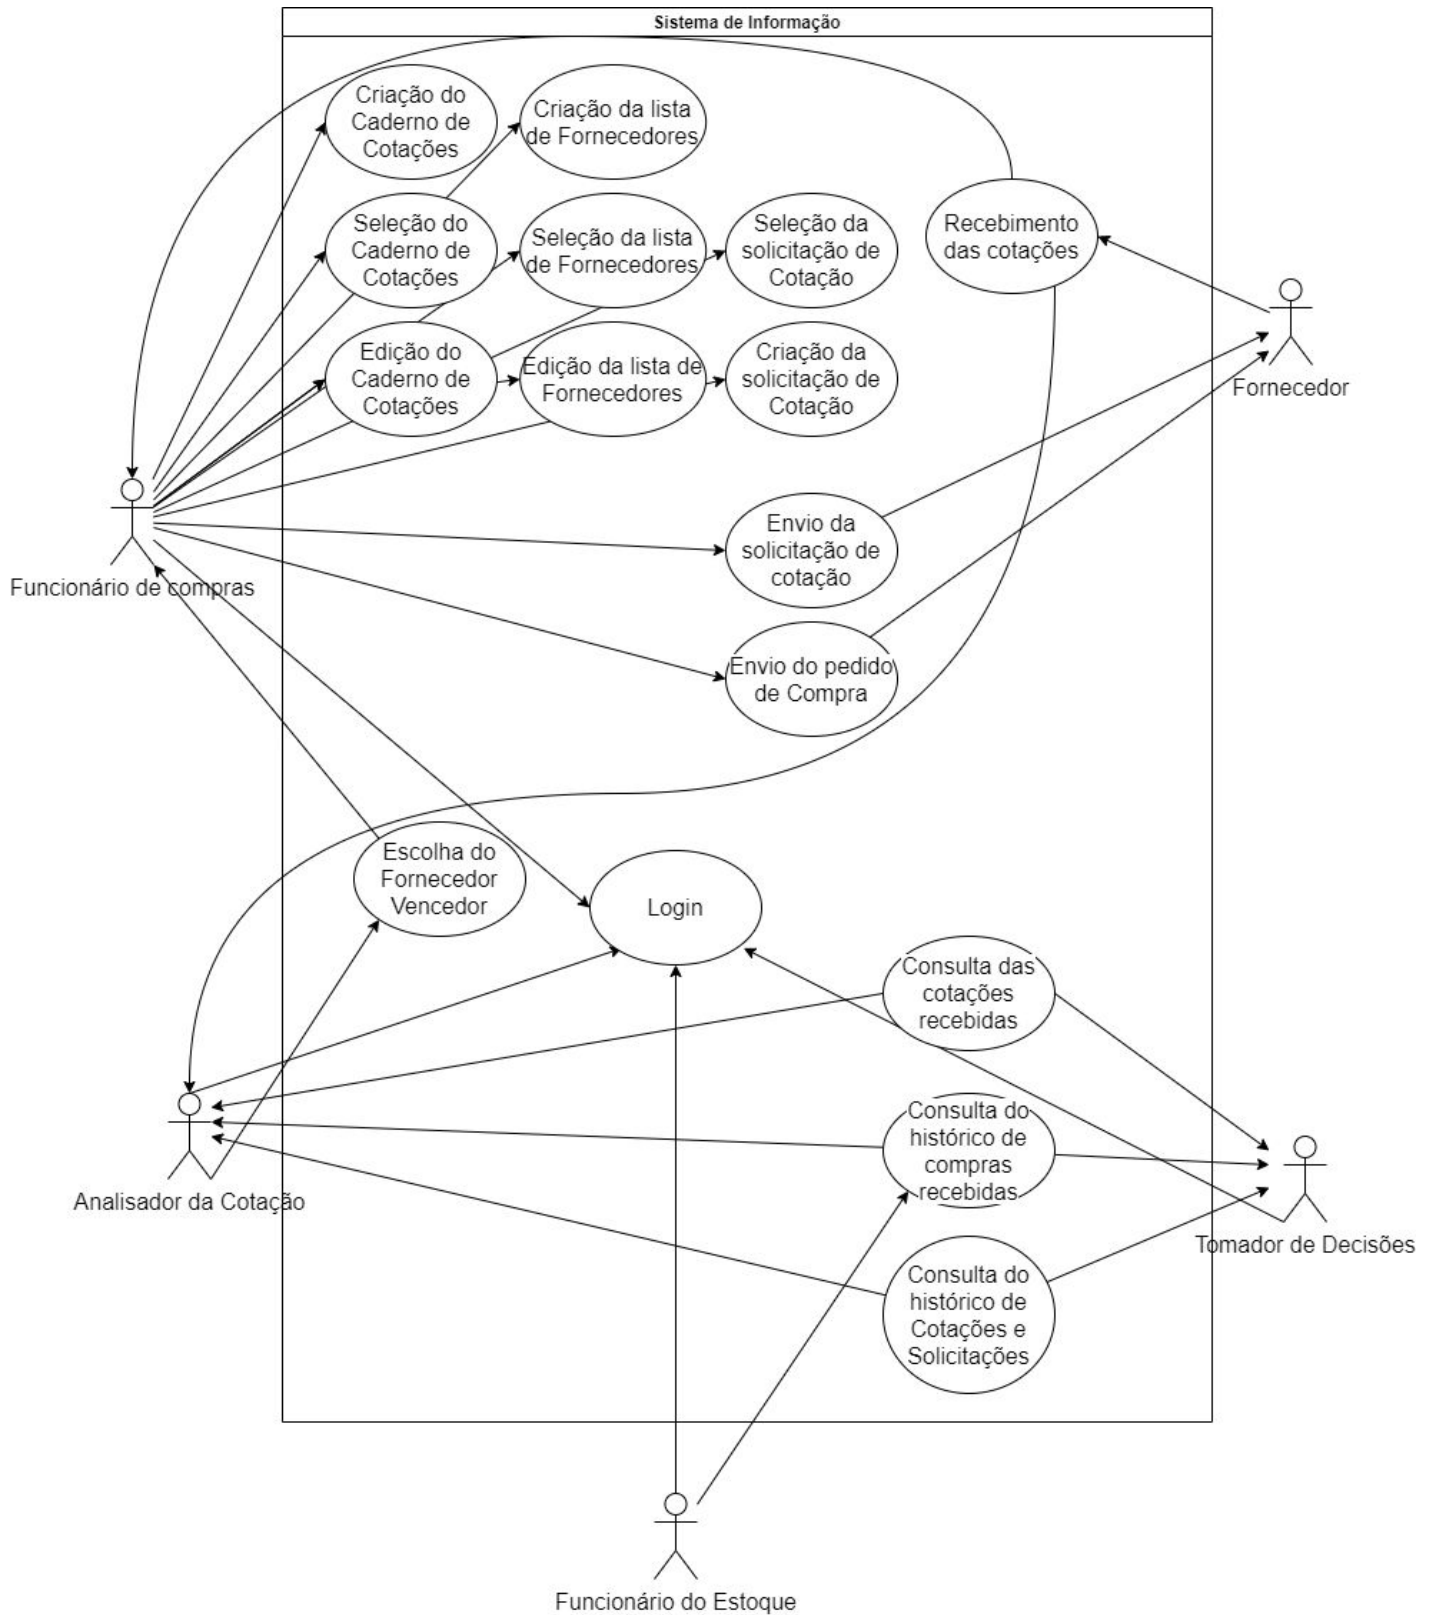 Sistema de Informação
Criação do
Caderno de
Cotações
Criação da lista
de Fornecedores
Seleção do
Caderno de
Cotações
Seleção da lista
de Fornecedores
Seleção da
solicitação de
Cotação
Recebimento
das cotações
Edição do
Caderno de
Cotações
Edição da lista de
Fornecedores
Criação da
solicitação de
Cotação
Fornecedor
Envio da
solicitação de
cotação
Funcionário de compras
Envio do pedido
de Compra
Escolha do
Fornecedor
Vencedor
Login
Consulta das
cotações
recebidas
Consulta do
histórico de
compras
recebidas
Analisador da Cotação
Tomador de Decisões
Consulta do
histórico de
Cotações e
Solicitações
Funcionário do Estoque